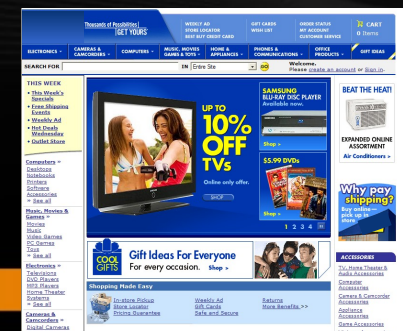 Thousands of Possibilities
GET YOURS
WEEKLY AD
STORE LOCATOR
BEST BUY CREDIT CARD
GIFT CARDS
WISH LIST
ORDER STATUS
MY ACCOUNT
CUSTOMER SERVICE
CART
0 Items
ELECTRONICS
CAMERAS & CAMCORDERS
COMPUTERS
MUSIC, MOVIES GAMES & TOYS
HOME & APPLIANCES
PHONES & COMMUNICATIONS
OFFICE PRODUCTS
GIFT IDEAS
SEARCH FOR
IN Entire Site
GO
Welcome.
Please create an account or Sign in.
THIS WEEK
• This Week's Specials
• Free Shipping Events
• Weekly Ad
• Hot Deals Wednesday
• Outlet Store
Computers »
Desktops
Notebooks
Printers
Software
Accessories
» See all
Music, Movies & Games »
Movies
Music
Video Games
PC Games
Toys
» See all
Electronics »
Televisions
DVD Players
MP3 Players
Home Theater Systems
» See all
Cameras & Camcorders »
Digital Cameras
UP TO
10%
OFF
TVs
Online only offer.
SHOP
SAMSUNG
BLU-RAY DISC PLAYER
Available now.
Shop >
$5.99 DVDs
Shop >
1 2 3 4
COOL GIFTS
Gift Ideas For Everyone
For every occasion. Shop >
Shopping Made Easy
In-store Pickup
Store Locator
Pricing Guarantee
Weekly Ad
Gift Cards
Safe and Secure
Returns
More Benefits >>
BEAT THE HEAT!
EXPANDED ONLINE
ASSORTMENT
Air Conditioners >
Why pay
shipping?
Buy online—
pick up in
store
ACCESSORIES
TV, Home Theater & Audio Accessories
Computer Accessories
Camera & Camcorder Accessories
Appliance Accessories
Game Accessories